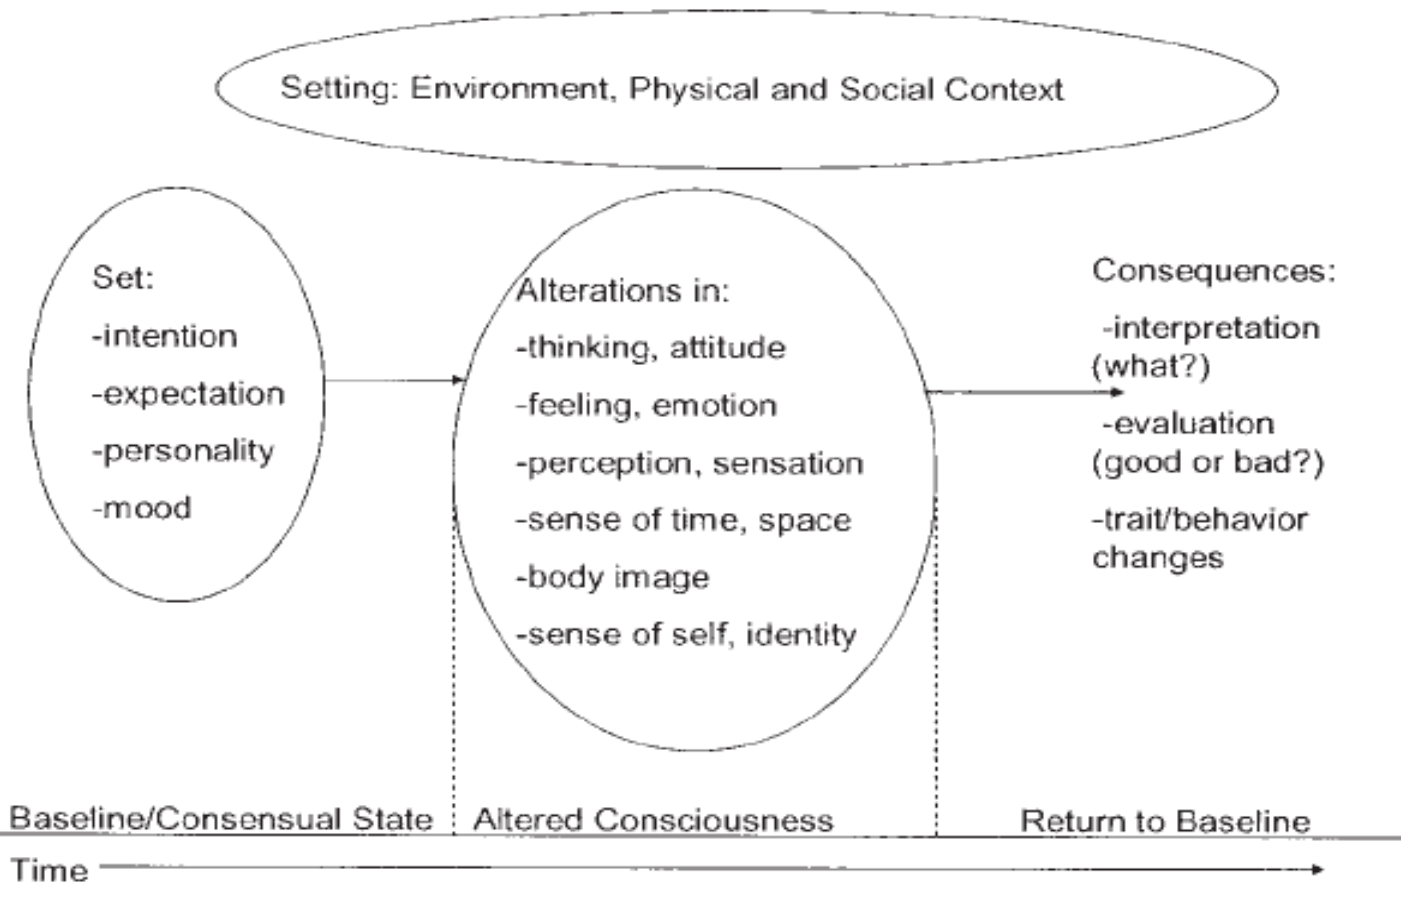 Setting: Environment, Physical and Social Context
Set:
-intention
-expectation
-personality
-mood
Alterations in:
-thinking, attitude
-feeling, emotion
-perception, sensation
-sense of time, space
-body image
-sense of self, identity
Consequences:
-interpretation
(what?)
-evaluation
(good or bad?)
-trait/behavior
changes
Baseline/Consensual State
Altered Consciousness
Return to Baseline
Time